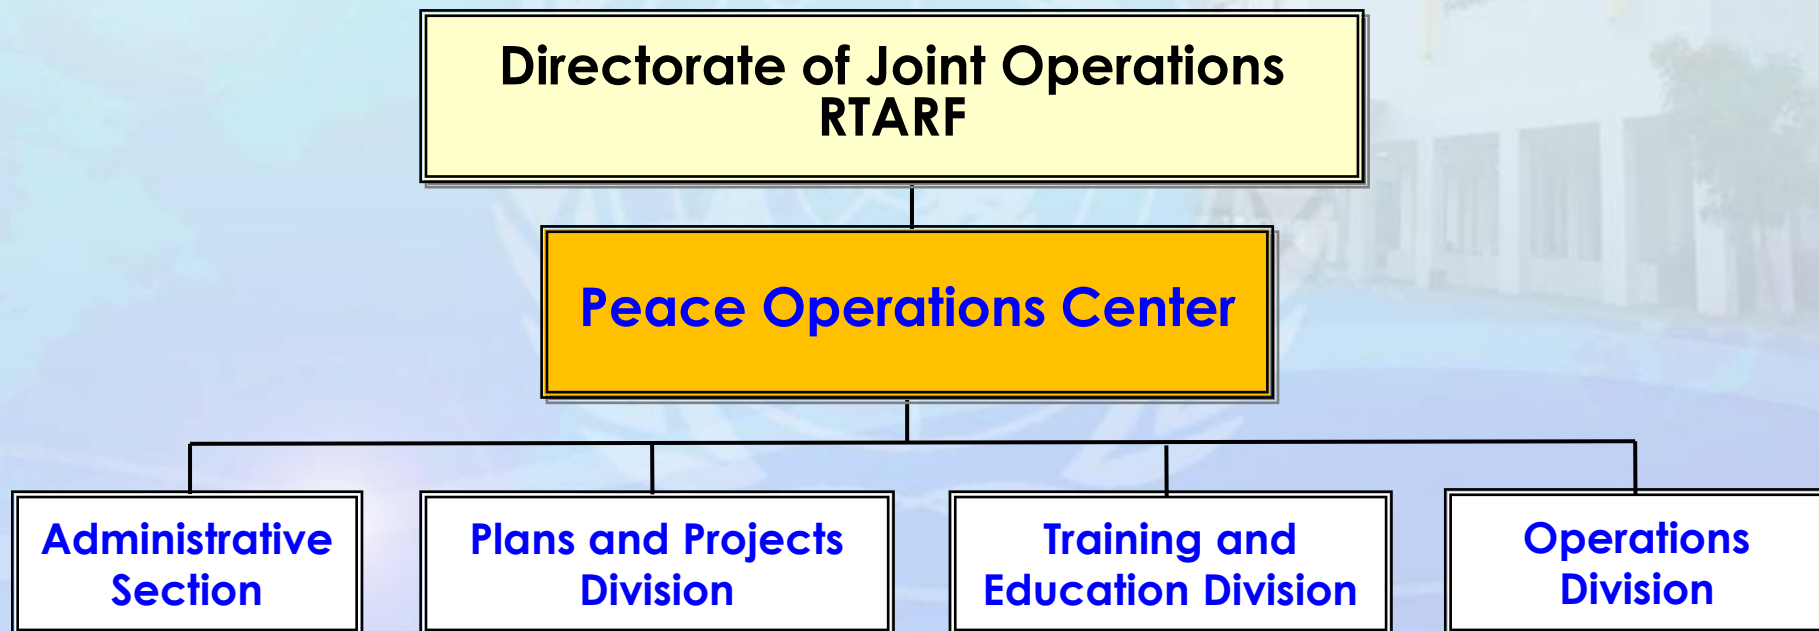 Directorate of Joint Operations
RTARF
Peace Operations Center
Administrative
Section
Plans and Projects
Division
Training and
Education Division
Operations
Division